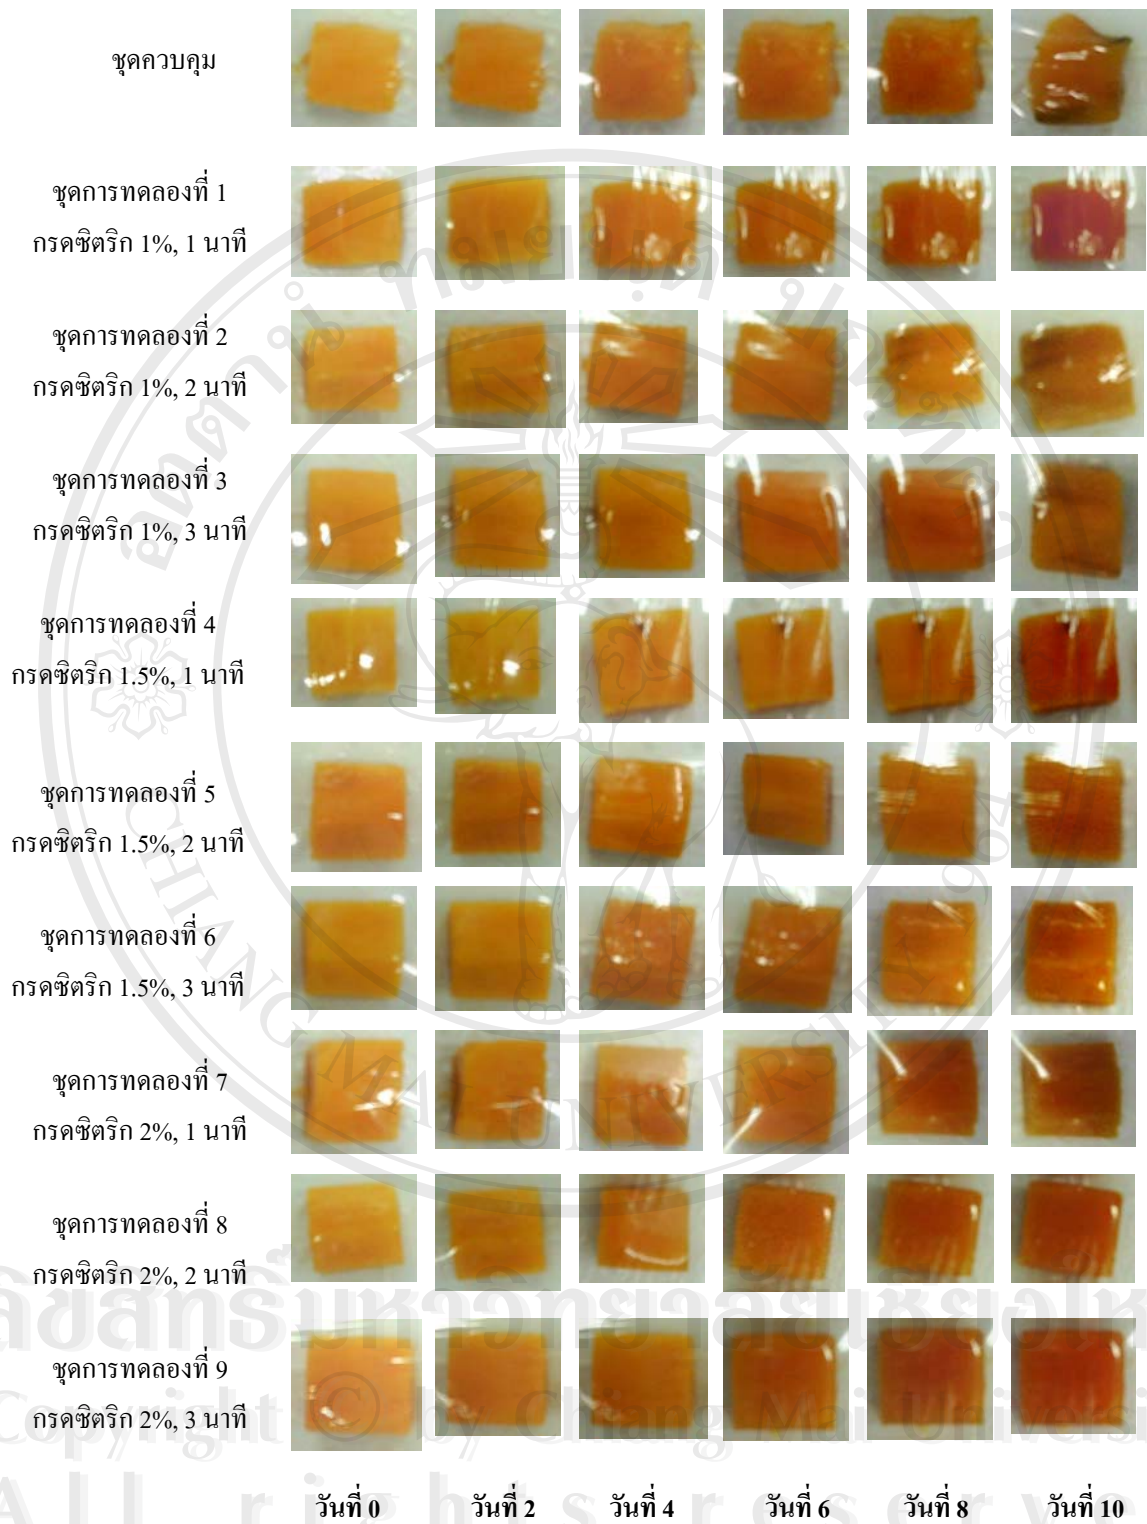 ชุดควบคุม
ชุดการทดลองที่ 1
กรดซิตริก 1%, 1 นาที
ชุดการทดลองที่ 2
กรดซิตริก 1%, 2 นาที
ชุดการทดลองที่ 3
กรดซิตริก 1%, 3 นาที
ชุดการทดลองที่ 4
กรดซิตริก 1.5%, 1 นาที
ชุดการทดลองที่ 5
กรดซิตริก 1.5%, 2 นาที
ชุดการทดลองที่ 6
กรดซิตริก 1.5%, 3 นาที
ชุดการทดลองที่ 7
กรดซิตริก 2%, 1 นาที
ชุดการทดลองที่ 8
กรดซิตริก 2%, 2 นาที
ชุดการทดลองที่ 9
กรดซิตริก 2%, 3 นาที
วันที่ 0 วันที่ 2 วันที่ 4 วันที่ 6 วันที่ 8 วันที่ 10
CHIANG MAI UNIVERSITY 1964
Copyright © by Chiang Mai Universi
All rights reserve